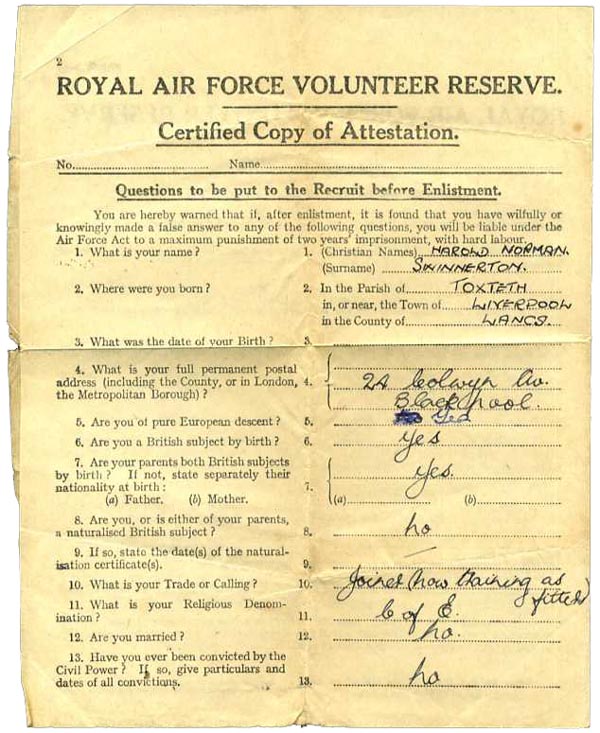 2
ROYAL AIR FORCE VOLUNTEER RESERVE.
Certified Copy of Attestation.
No. Name
Questions to be put to the Recruit before Enlistment.
You are hereby warned that if, after enlistment, it is found that you have wilfully or
knowingly made a false answer to any of the following questions, you will be liable under the
Air Force Act to a maximum punishment of two years' imprisonment, with hard labour.
1. What is your name? 1. (Christian Names) HAROLD NORMAN.
(Surname) SWINNERTON.
2. Where were you born? 2. In the Parish of TOXTETH
in, or near, the Town of LIVERPOOL
in the County of LANCS.
3. What was the date of your Birth? 3.
4. What is your full permanent postal
address (including the County, or in London, 4. 24 Colwyn Av.
the Metropolitan Borough)? Blackpool.
5. Are you of pure European descent? 5. Yes
6. Are you a British subject by birth? 6. Yes
7. Are your parents both British subjects
by birth? If not, state separately their 7. Yes.
nationality at birth:
(a) Father. (b) Mother. (a) (b)
8. Are you, or is either of your parents,
a naturalised British subject? 8. no
9. If so, state the date(s) of the natural-
isation certificate(s). 9. —
10. What is your Trade or Calling? 10. Joiner (now training as
fitter)
11. What is your Religious Denom-
ination? 11. C of E.
12. Are you married? 12. no.
13. Have you ever been convicted by the
Civil Power? If so, give particulars and
dates of all convictions. 13. no